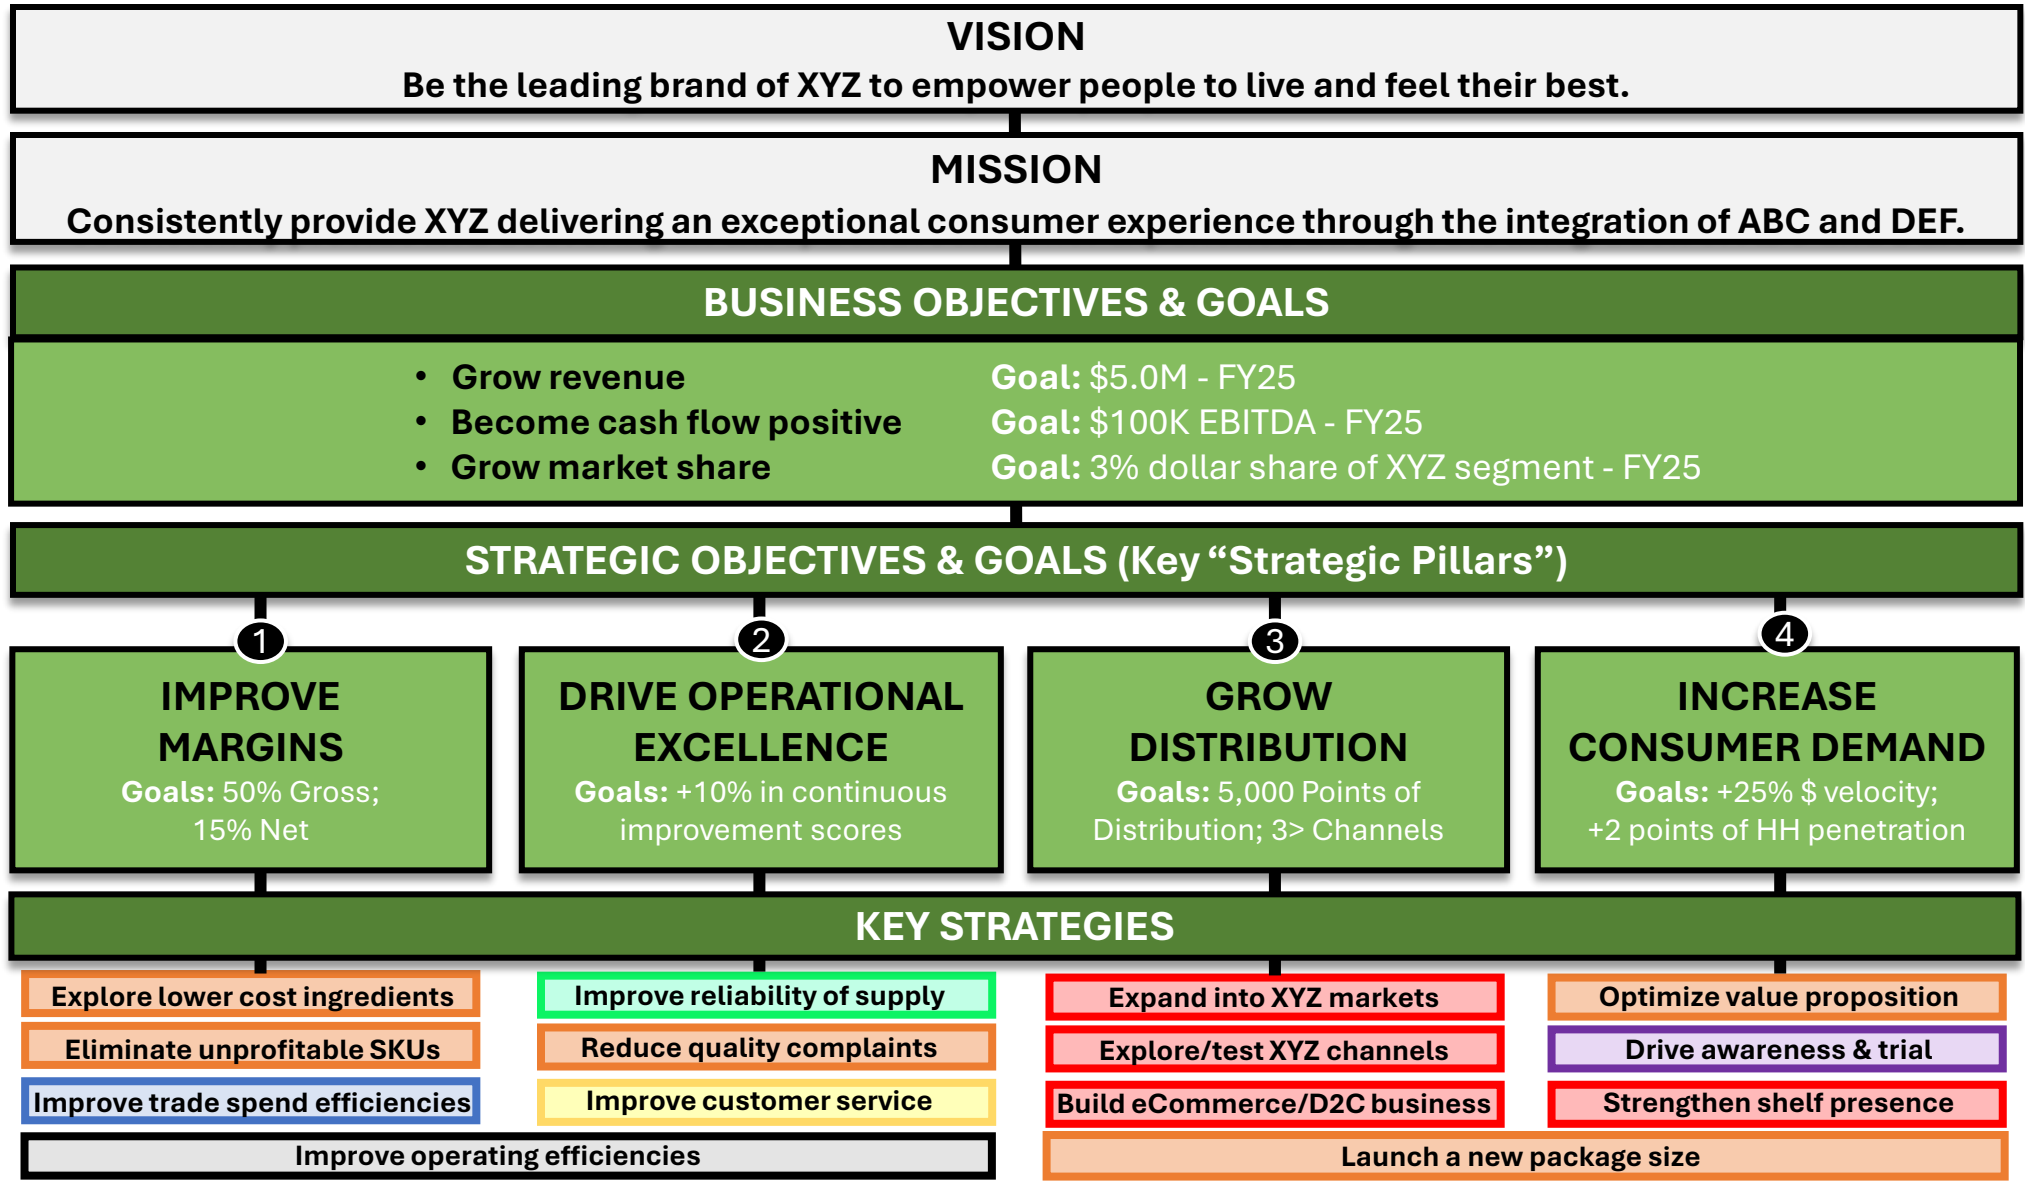 VISION
Be the leading brand of XYZ to empower people to live and feel their best.
MISSION
Consistently provide XYZ delivering an exceptional consumer experience through the integration of ABC and DEF.
BUSINESS OBJECTIVES & GOALS
• Grow revenue Goal: $5.0M - FY25
• Become cash flow positive Goal: $100K EBITDA - FY25
• Grow market share Goal: 3% dollar share of XYZ segment - FY25
STRATEGIC OBJECTIVES & GOALS (Key “Strategic Pillars”)
1
IMPROVE
MARGINS
Goals: 50% Gross;
15% Net
2
DRIVE OPERATIONAL
EXCELLENCE
Goals: +10% in continuous
improvement scores
3
GROW
DISTRIBUTION
Goals: 5,000 Points of
Distribution; 3> Channels
4
INCREASE
CONSUMER DEMAND
Goals: +25% $ velocity;
+2 points of HH penetration
KEY STRATEGIES
Explore lower cost ingredients
Eliminate unprofitable SKUs
Improve trade spend efficiencies
Improve reliability of supply
Reduce quality complaints
Improve customer service
Improve operating efficiencies
Expand into XYZ markets
Explore/test XYZ channels
Build eCommerce/D2C business
Optimize value proposition
Drive awareness & trial
Strengthen shelf presence
Launch a new package size